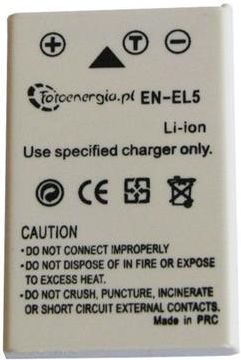 + T -
fotoenergia.pl EN-EL5
Li-ion
Use specified charger only.
CAUTION
•DO NOT CONNECT IMPROPERLY
•DO NOT DISPOSE OF IN FIRE OR EXPOSE
TO EXCESS HEAT.
•DO NOT CRUSH, PUNCTURE, INCINERATE
OR SHORT CIRCUIT EXTERNAL CONTACTS.
Made in PRC